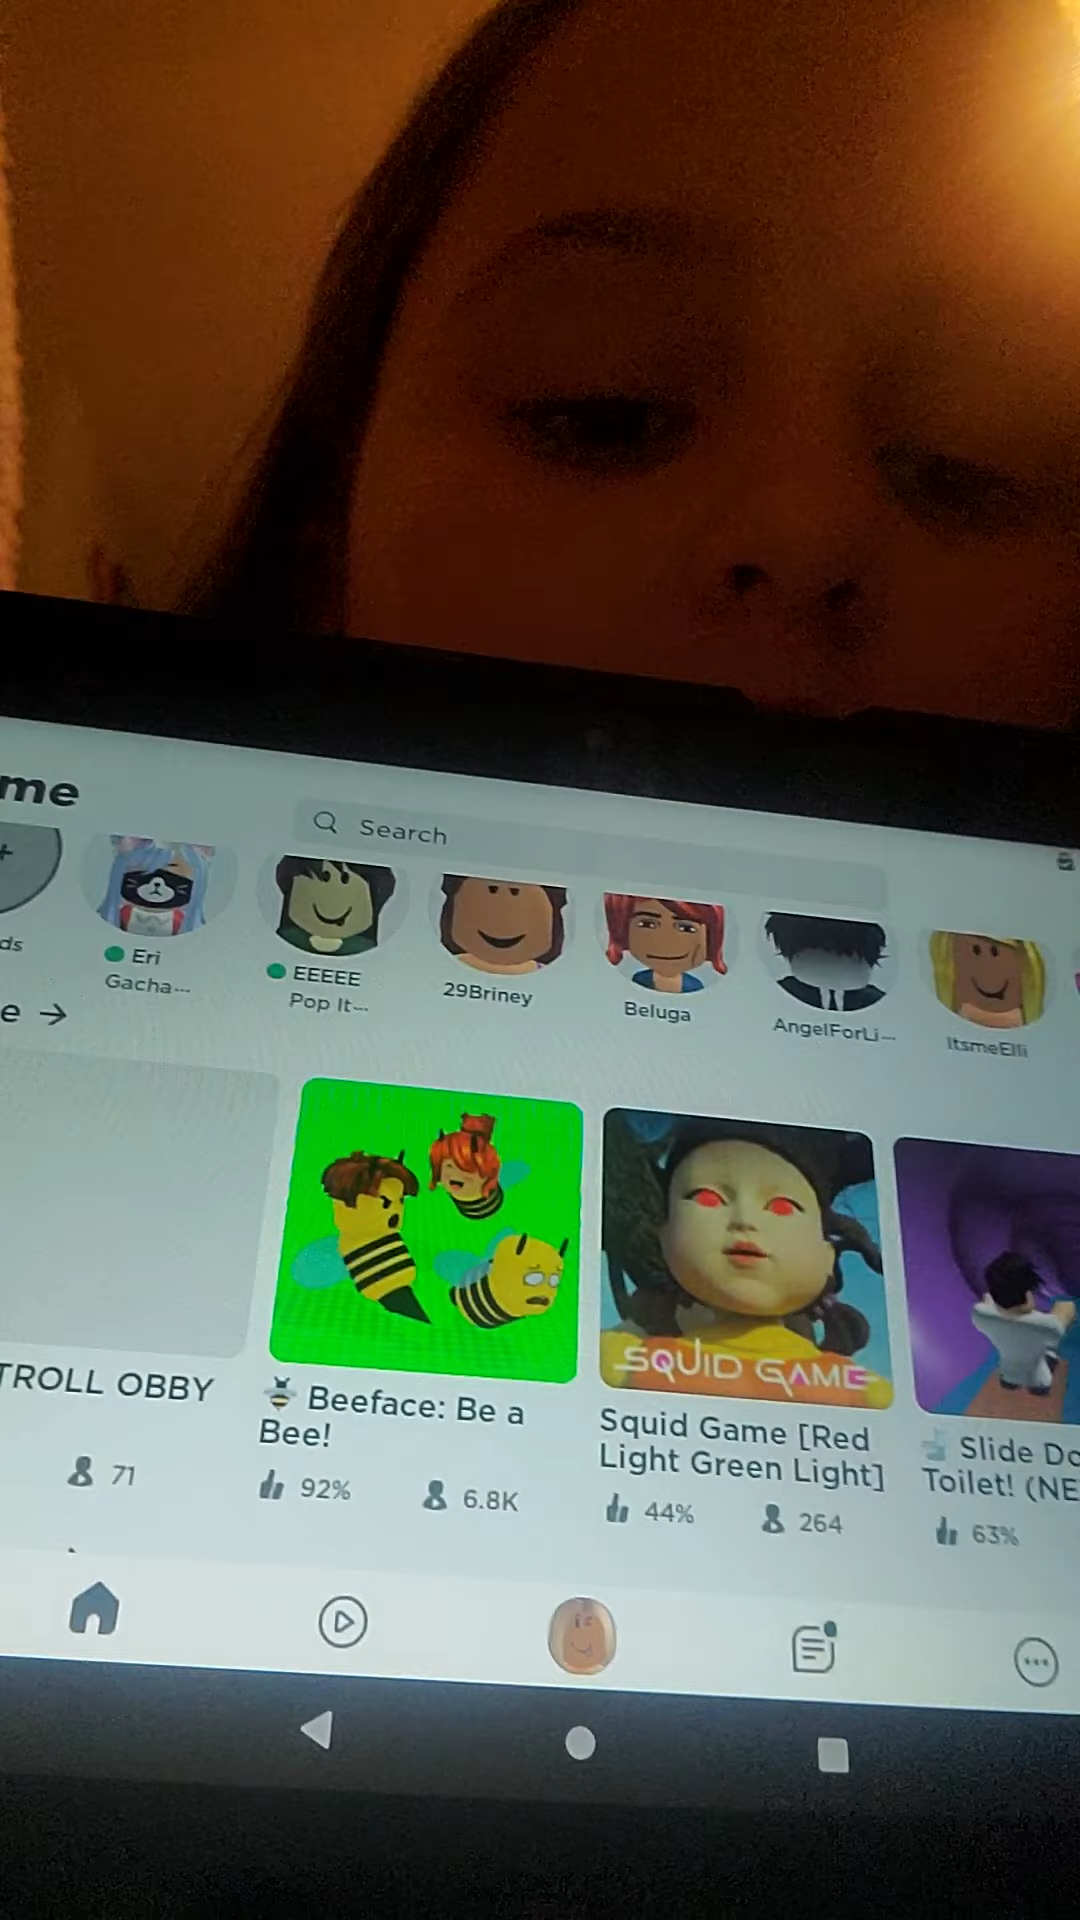 me
Search
ds
Eri
Gacha...
EEEEE
Pop It...
29Briney
Beluga
AngelForLi...
ItsmeElli
e →
SQUID GAME
TROLL OBBY
71
Beeface: Be a
Bee!
92%
6.8K
Squid Game [Red
Light Green Light]
44%
264
Slide Do
Toilet! (NE
63%